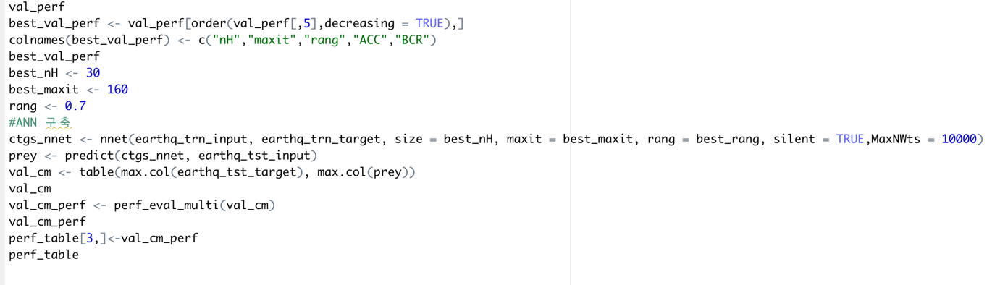 val_perf
best_val_perf <- val_perf[order(val_perf[,5],decreasing = TRUE),]
colnames(best_val_perf) <- c("nH","maxit","rang","ACC","BCR")
best_val_perf
best_nH <- 30
best_maxit <- 160
rang <- 0.7
#ANN 구축
ctgs_nnet <- nnet(earthq_trn_input, earthq_trn_target, size = best_nH, maxit = best_maxit, rang = best_rang, silent = TRUE,MaxNWts = 10000)
prey <- predict(ctgs_nnet, earthq_tst_input)
val_cm <- table(max.col(earthq_tst_target), max.col(prey))
val_cm
val_cm_perf <- perf_eval_multi(val_cm)
val_cm_perf
perf_table[3,]<-val_cm_perf
perf_table